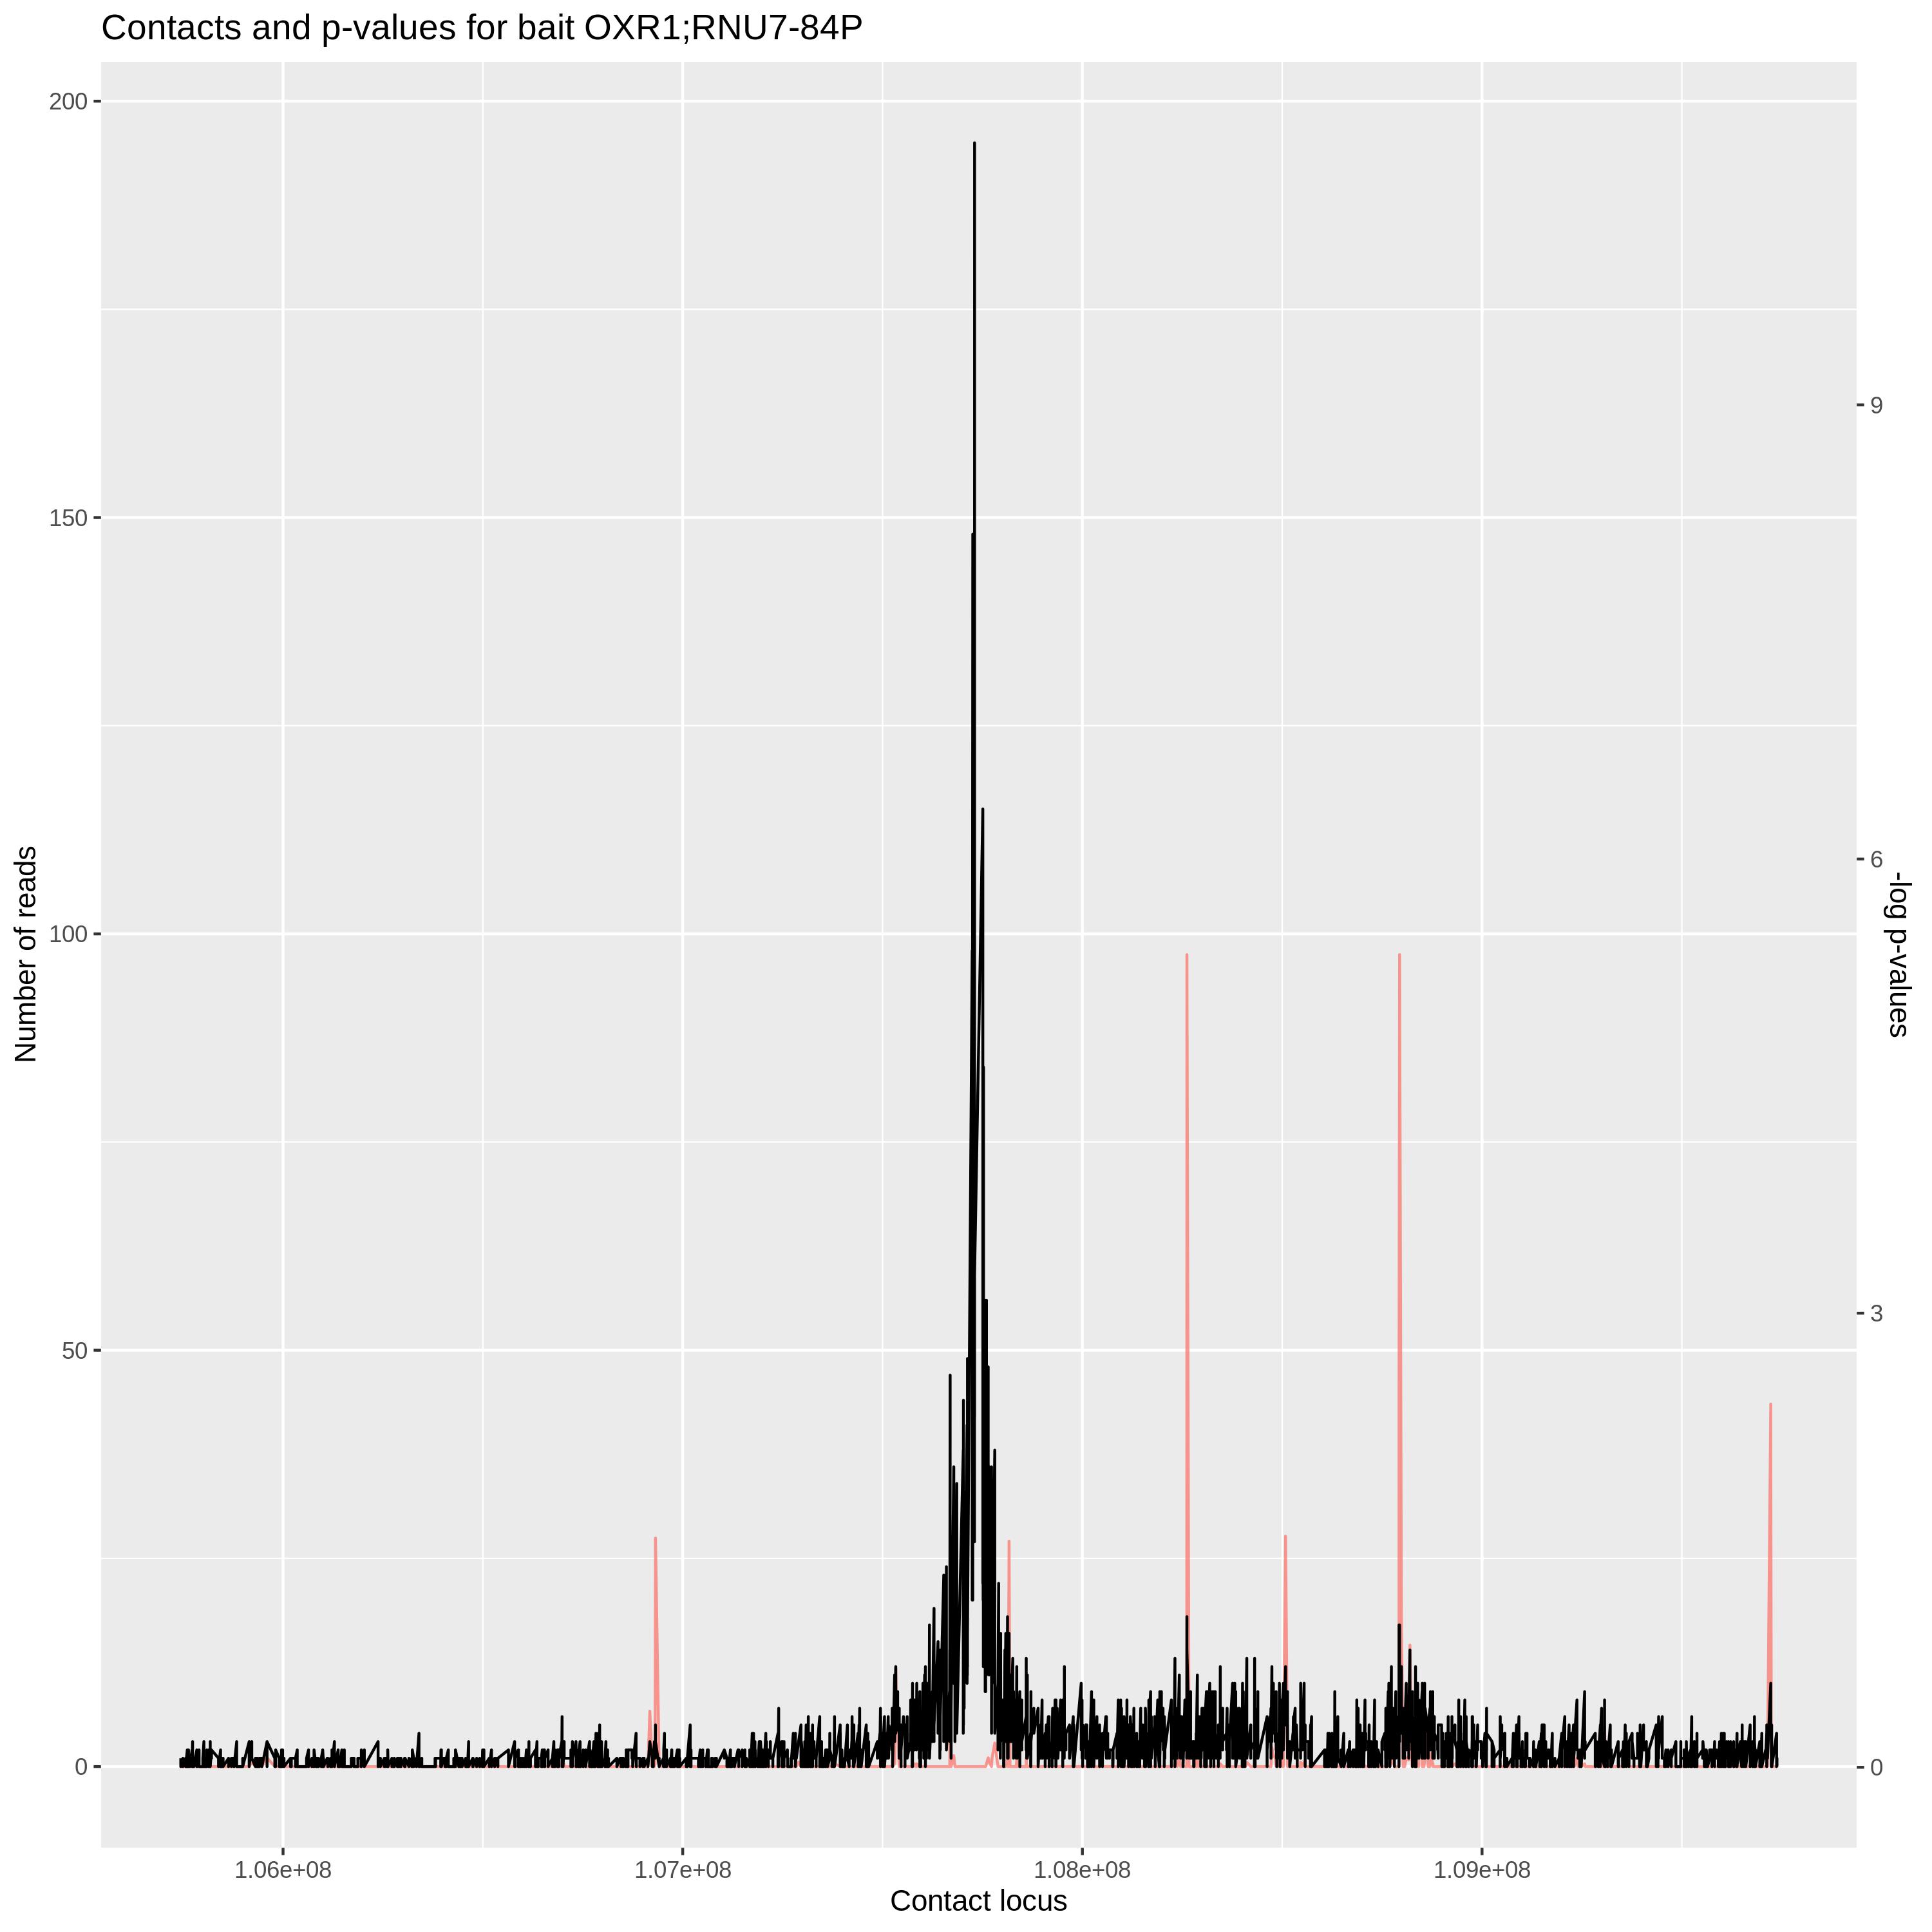 Contacts and p-values for bait OXR1;RNU7-84P
200
150
100
50
0
Number of reads
9
6
3
0
-log p-values
1.06e+08
1.07e+08
1.08e+08
1.09e+08
Contact locus